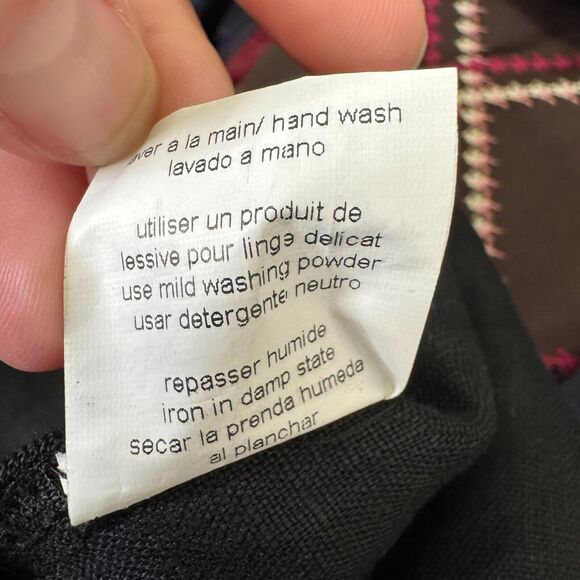 laver a la main/ hand wash
lavado a mano
utiliser un produit de
lessive pour linge delicat
use mild washing powder
usar detergente neutro
repasser humide
iron in damp state
secar la prenda humeda
al planchar